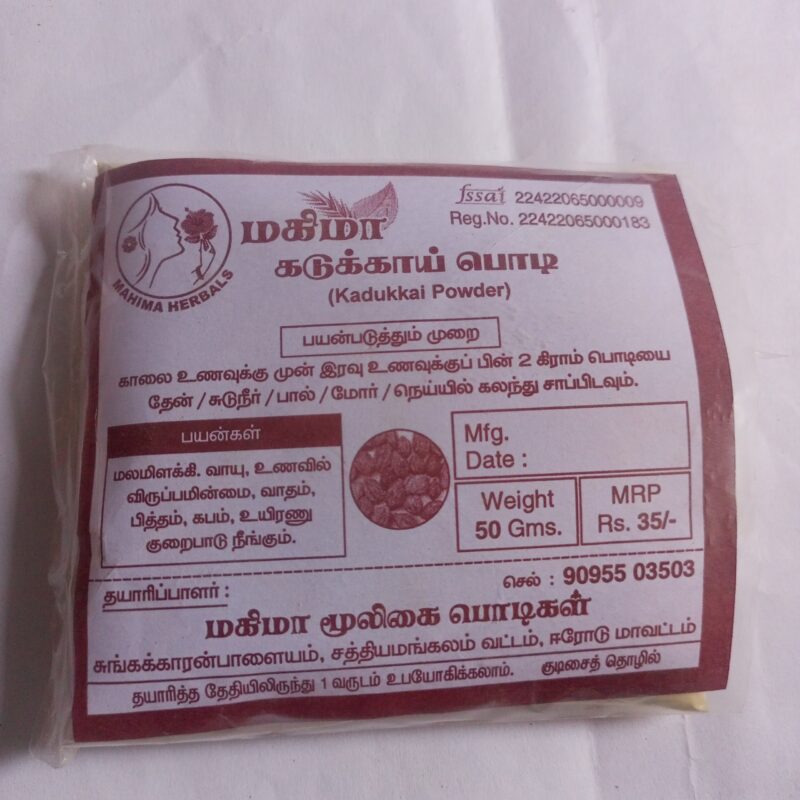 fssai 22422065000009
Reg.No. 22422065000183
MAHIMA HERBALS
மகிமா
கடுக்காய் பொடி
(Kadukkai Powder)
பயன்படுத்தும் முறை
காலை உணவுக்கு முன் இரவு உணவுக்குப் பின் 2 கிராம் பொடியை
தேன் / சுடுநீர் / பால் / மோர் / நெய்யில் கலந்து சாப்பிடவும்.
பயன்கள்
மலமிளக்கி. வாயு, உணவில்
விருப்பமின்மை, வாதம்,
பித்தம், கபம், உயிரணு
குறைபாடு நீங்கும்.
Mfg.
Date :
Weight
50 Gms.
MRP
Rs. 35/-
செல் : 90955 03503
தயாரிப்பாளர் :
மகிமா மூலிகை பொடிகள்
சுங்கக்காரன்பாளையம், சத்தியமங்கலம் வட்டம், ஈரோடு மாவட்டம்
தயாரித்த தேதியிலிருந்து 1 வருடம் உபயோகிக்கலாம். குடிசைத் தொழில்